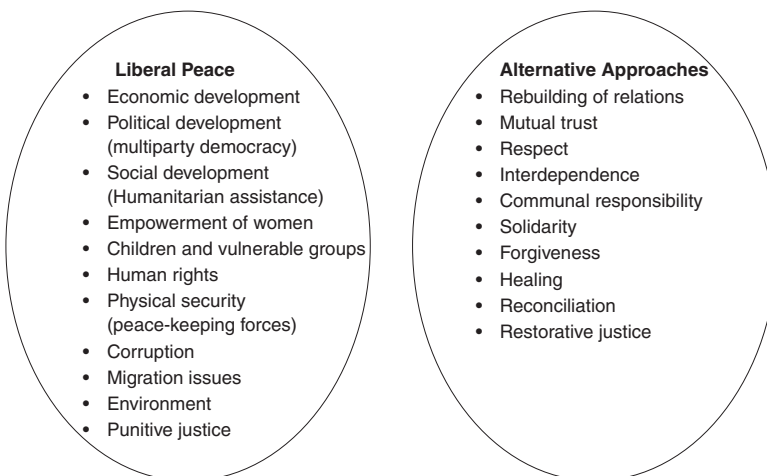 Liberal Peace
• Economic development
• Political development
(multiparty democracy)
• Social development
(Humanitarian assistance)
• Empowerment of women
• Children and vulnerable groups
• Human rights
• Physical security
(peace-keeping forces)
• Corruption
• Migration issues
• Environment
• Punitive justice
Alternative Approaches
• Rebuilding of relations
• Mutual trust
• Respect
• Interdependence
• Communal responsibility
• Solidarity
• Forgiveness
• Healing
• Reconciliation
• Restorative justice